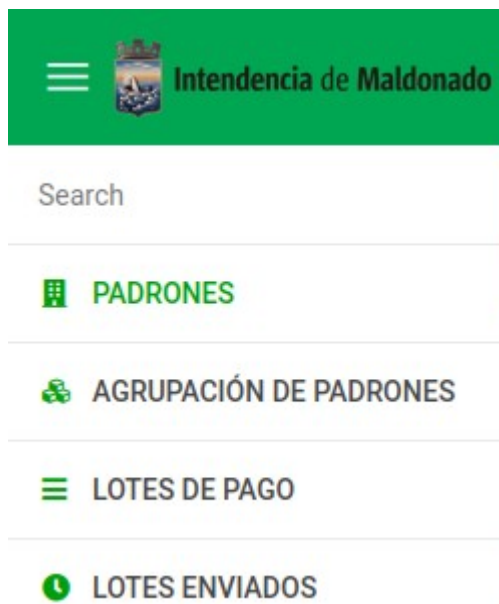 Intendencia de Maldonado
Search
PADRONES
AGRUPACIÓN DE PADRONES
LOTES DE PAGO
LOTES ENVIADOS